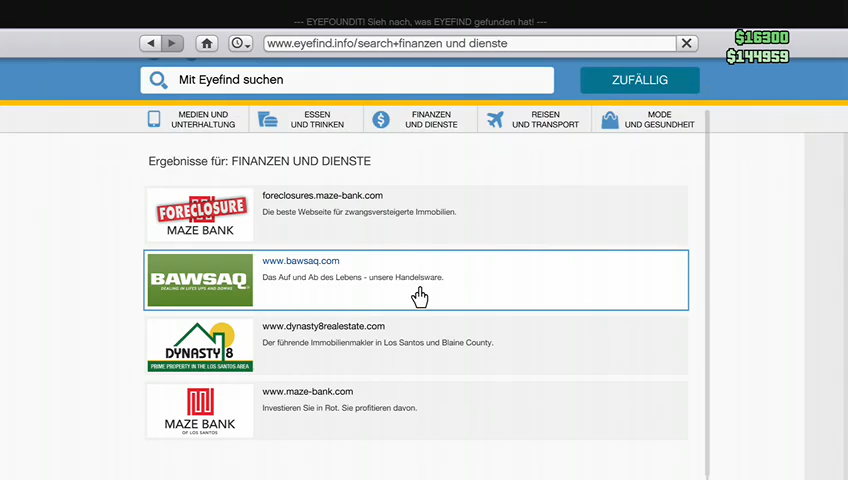 --- EYEFOUNDIT! Sieh nach, was EYEFIND gefunden hat! ---
www.eyefind.info/search+finanzen und dienste
$16300
$144959
Mit Eyefind suchen
ZUFÄLLIG
MEDIEN UND
UNTERHALTUNG
ESSEN
UND TRINKEN
FINANZEN
UND DIENSTE
REISEN
UND TRANSPORT
MODE
UND GESUNDHEIT
Ergebnisse für: FINANZEN UND DIENSTE
FORECLOSURE
MAZE BANK
foreclosures.maze-bank.com
Die beste Webseite für zwangsversteigerte Immobilien.
BAWSAQ
DEALING IN LIFE'S UPS AND DOWNS
www.bawsaq.com
Das Auf und Ab des Lebens - unsere Handelsware.
DYNASTY 8
PRIME PROPERTY IN THE LOS SANTOS AREA
www.dynasty8realestate.com
Der führende Immobilienmakler in Los Santos und Blaine County.
MAZE BANK
OF LOS SANTOS
www.maze-bank.com
Investieren Sie in Rot. Sie profitieren davon.